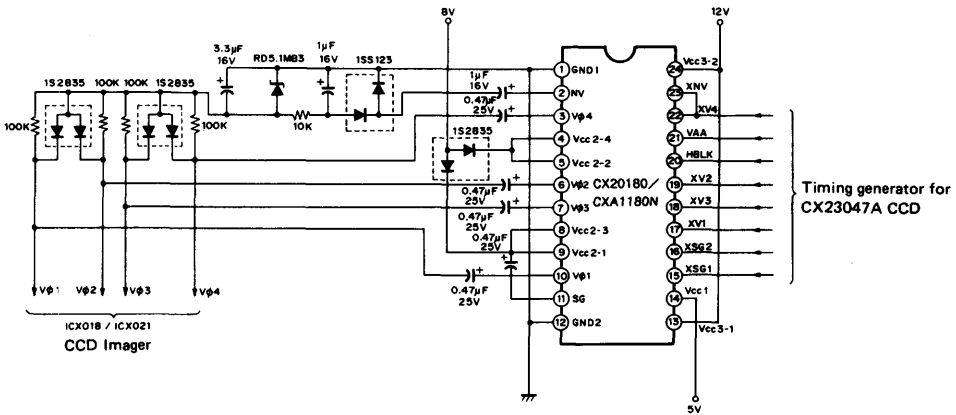 8V
12V
3.3µF
16V
RD5.1MB3
1µF
16V
1SS123
1S2835
100K 100K
1S2835
100K
100K
10K
1µF
16V
0.47µF
25V
1S2835
0.47µF
25V
0.47µF
25V
0.47µF
25V
0.47µF
25V
1 GND1
2 NV
3 Vφ4
4 Vcc2-4
5 Vcc2-2
6 Vφ2
7 Vφ3
8 Vcc2-3
9 Vcc2-1
10 Vφ1
11 SG
12 GND2
CX20180/
CXA1180N
24 Vcc3-2
23 XNV
22 XV4
21 VAA
20 HBLK
19 XV2
18 XV3
17 XV1
16 XSG2
15 XSG1
14 Vcc1
13 Vcc3-1
5V
Timing generator for
CX23047A CCD
Vφ1 Vφ2 Vφ3 Vφ4
ICX018 / ICX021
CCD Imager